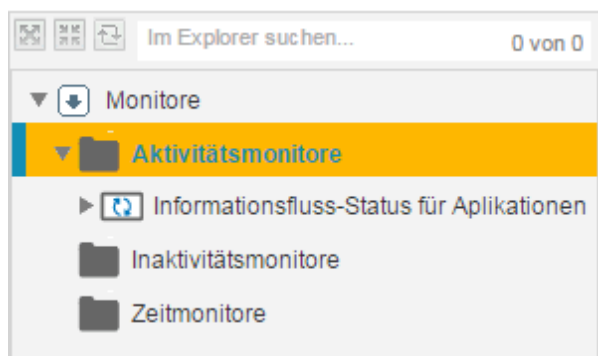 Im Explorer suchen... 0 von 0
Monitore
Aktivitätsmonitore
Informationsfluss-Status für Aplikationen
Inaktivitätsmonitore
Zeitmonitore